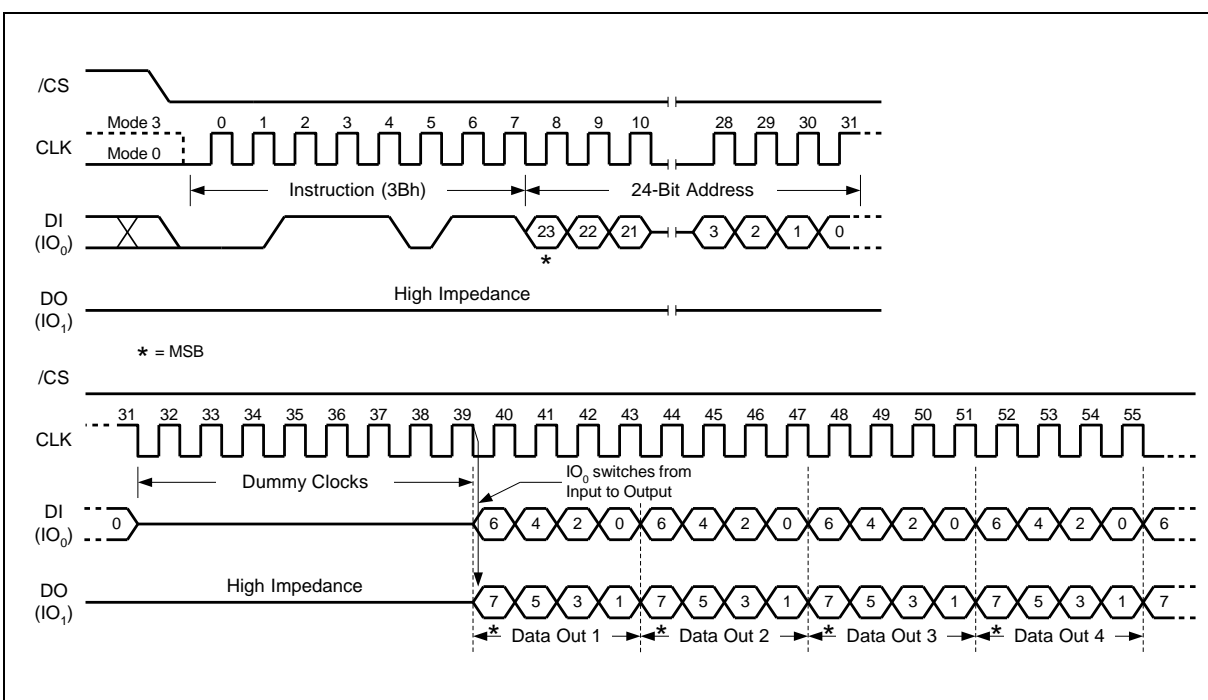 /CS
Mode 3
0 1 2 3 4 5 6 7 8 9 10 28 29 30 31
CLK
Mode 0
Instruction (3Bh) 24-Bit Address
DI
(IO0)
23 22 21 3 2 1 0
*
High Impedance
DO
(IO1)
* = MSB
/CS
31 32 33 34 35 36 37 38 39 40 41 42 43 44 45 46 47 48 49 50 51 52 53 54 55
CLK
Dummy Clocks
IO0 switches from
Input to Output
DI
(IO0)
0 6 4 2 0 6 4 2 0 6 4 2 0 6 4 2 0 6
High Impedance
DO
(IO1)
7 5 3 1 7 5 3 1 7 5 3 1 7 5 3 1 7
* Data Out 1 * Data Out 2 * Data Out 3 * Data Out 4